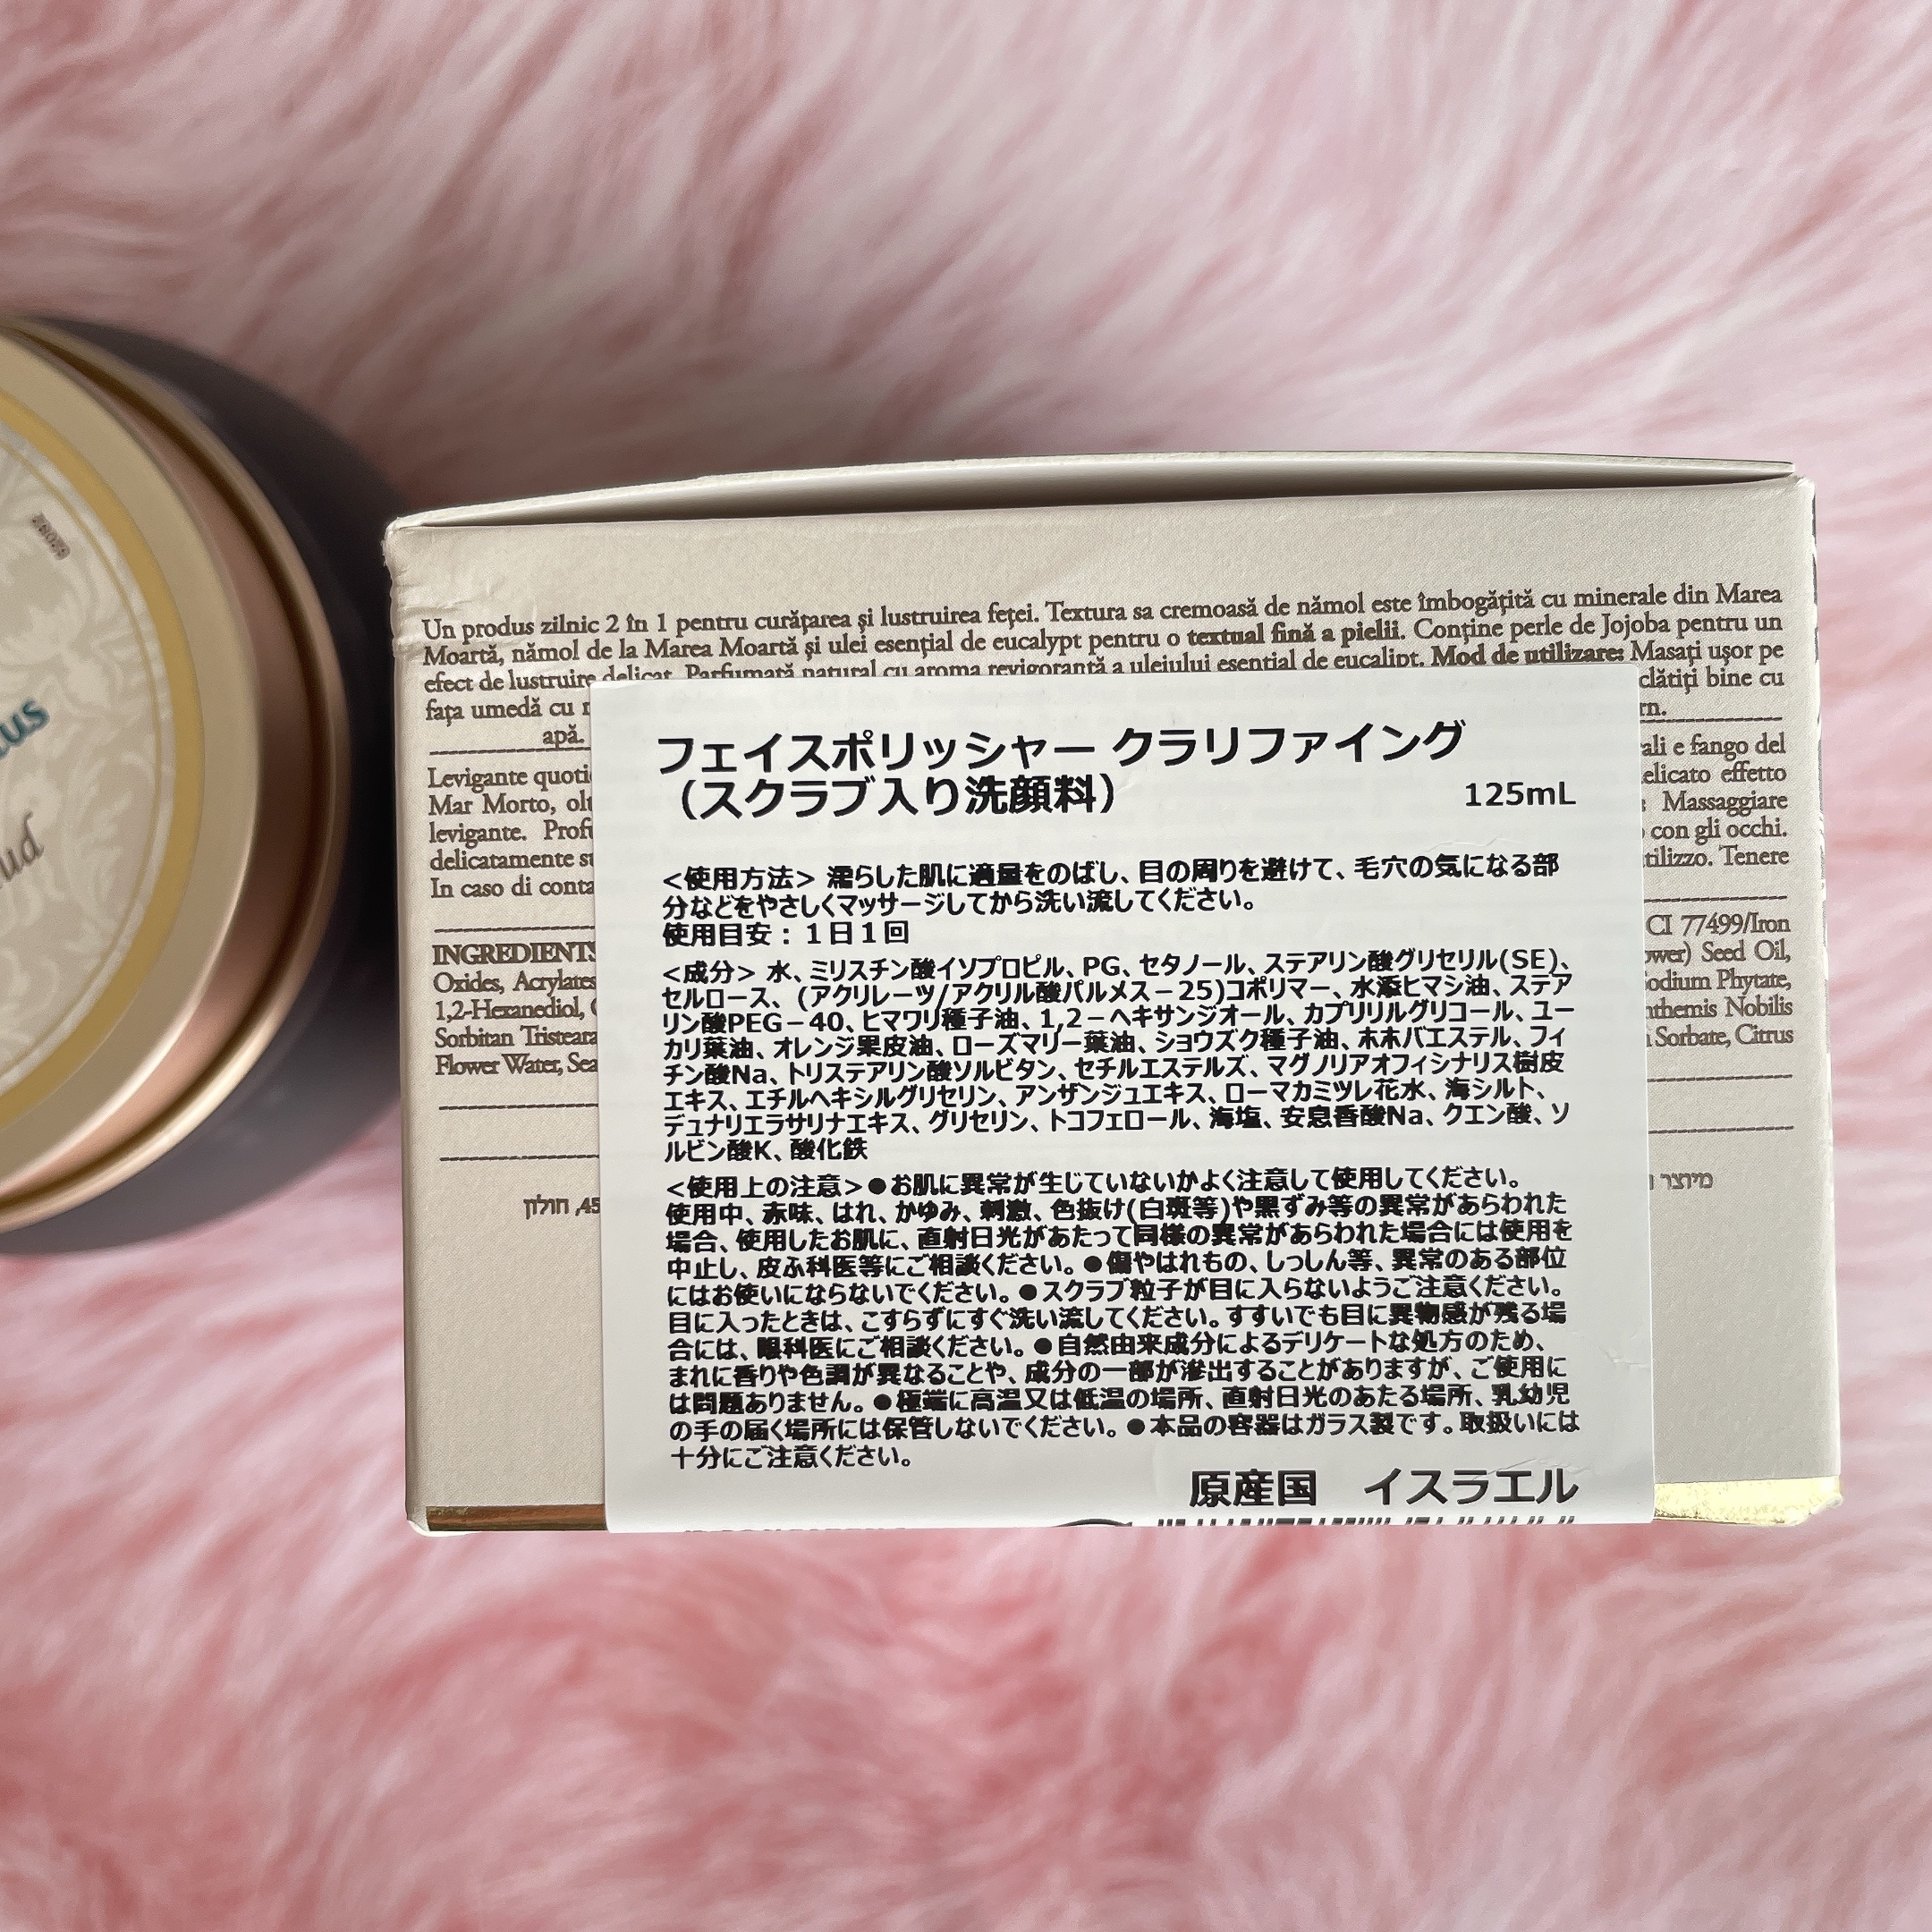 Un produs zilnic 2 în 1 pentru curățarea și lustruirea feței. Textura sa cremoasă de nămol este îmbogățită cu minerale din Marea
Moartă, nămol de la Marea Moartă și ulei esențial de eucalypt pentru o textual fină a pielii. Conține perle de Jojoba pentru un
efect de lustruire delicat. Parfumată natural cu aroma revigorantă a uleiului esențial de eucalipt. Mod de utilizare: Masați ușor pe
fața umedă cu clătiți bine cu
apă.
Levigante quoti ali e fango del
Mar Morto, olt elicato effetto
levigante. Profu Massaggiare
delicatamente su con gli occhi.
In caso di conta tilizzo. Tenere
INGREDIENTS CI 77499/Iron
Oxides, Acrylates ower) Seed Oil,
1,2-Hexanediol, odium Phytate,
Sorbitan Tristeara nthemis Nobilis
Flower Water, Sea Sorbate, Citrus
45, חולון
מיוצר
フェイスポリッシャー クラリファイング
（スクラブ入り洗顔料） 125mL
<使用方法> 濡らした肌に適量をのばし、目の周りを避けて、毛穴の気になる部
分などをやさしくマッサージしてから洗い流してください。
使用目安：１日１回
<成分> 水、ミリスチン酸イソプロピル、PG、セタノール、ステアリン酸グリセリル(SE)、
セルロース、(アクリレーツ/アクリル酸パルメス－25)コポリマー、水添ヒマシ油、ステア
リン酸PEG－40、ヒマワリ種子油、1,2－ヘキサンジオール、カプリリルグリコール、ユー
カリ葉油、オレンジ果皮油、ローズマリー葉油、ショウズク種子油、ホホバエステル、フィ
チン酸Na、トリステアリン酸ソルビタン、セチルエステルズ、マグノリアオフィシナリス樹皮
エキス、エチルヘキシルグリセリン、アンザンジュエキス、ローマカミツレ花水、海シルト、
デュナリエラサリナエキス、グリセリン、トコフェロール、海塩、安息香酸Na、クエン酸、ソ
ルビン酸K、酸化鉄
<使用上の注意>●お肌に異常が生じていないかよく注意して使用してください。
使用中、赤味、はれ、かゆみ、刺激、色抜け(白斑等)や黒ずみ等の異常があらわれた
場合、使用したお肌に、直射日光があたって同様の異常があらわれた場合には使用を
中止し、皮ふ科医等にご相談ください。●傷やはれもの、しっしん等、異常のある部位
にはお使いにならないでください。●スクラブ粒子が目に入らないようご注意ください。
目に入ったときは、こすらずにすぐ洗い流してください。すすいでも目に異物感が残る場
合には、眼科医にご相談ください。●自然由来成分によるデリケートな処方のため、
まれに香りや色調が異なることや、成分の一部が滲出することがありますが、ご使用に
は問題ありません。●極端に高温又は低温の場所、直射日光のあたる場所、乳幼児
の手の届く場所には保管しないでください。●本品の容器はガラス製です。取扱いには
十分にご注意ください。
原産国 イスラエル